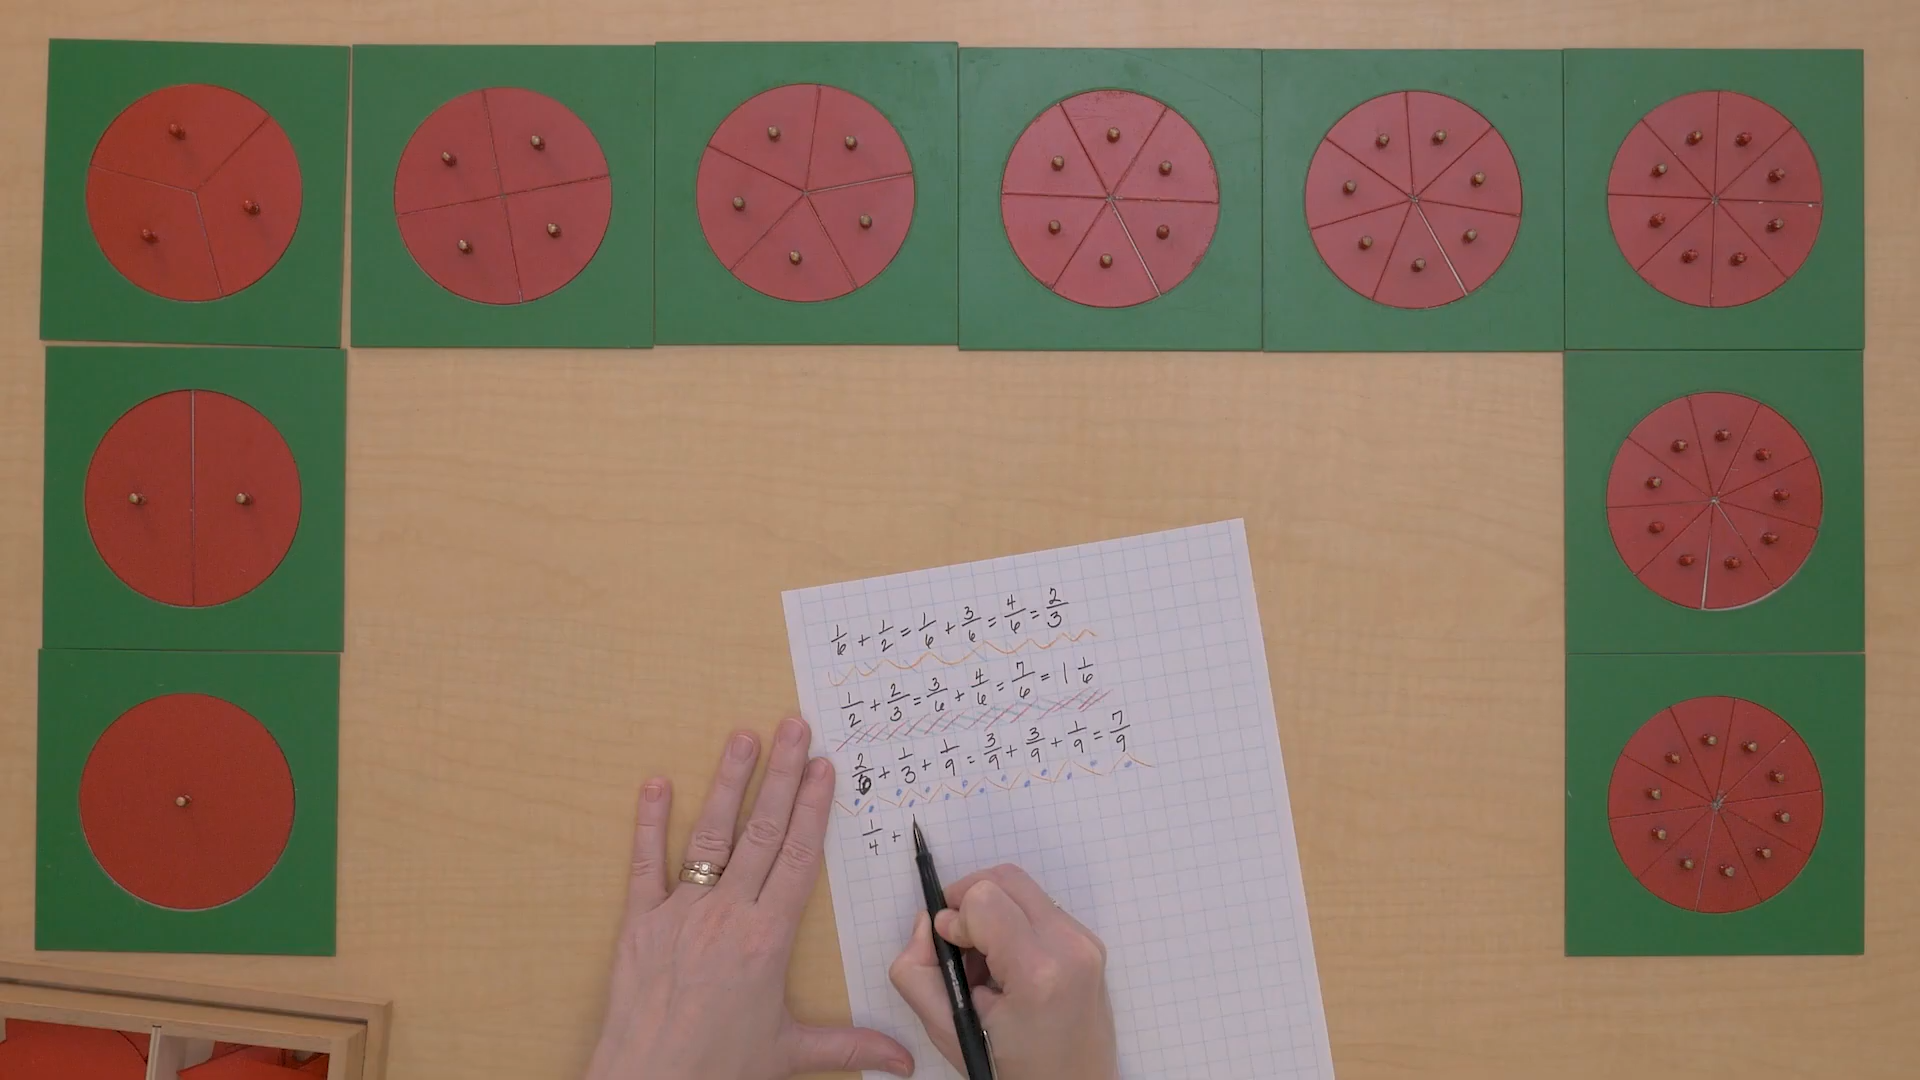 1/6 + 1/2 = 1/6 + 3/6 = 4/6 = 2/3
1/2 + 2/3 = 3/6 + 4/6 = 7/6 = 1 1/6
2/6 + 1/3 + 1/9 = 3/9 + 3/9 + 1/9 = 7/9
1/4 + 1